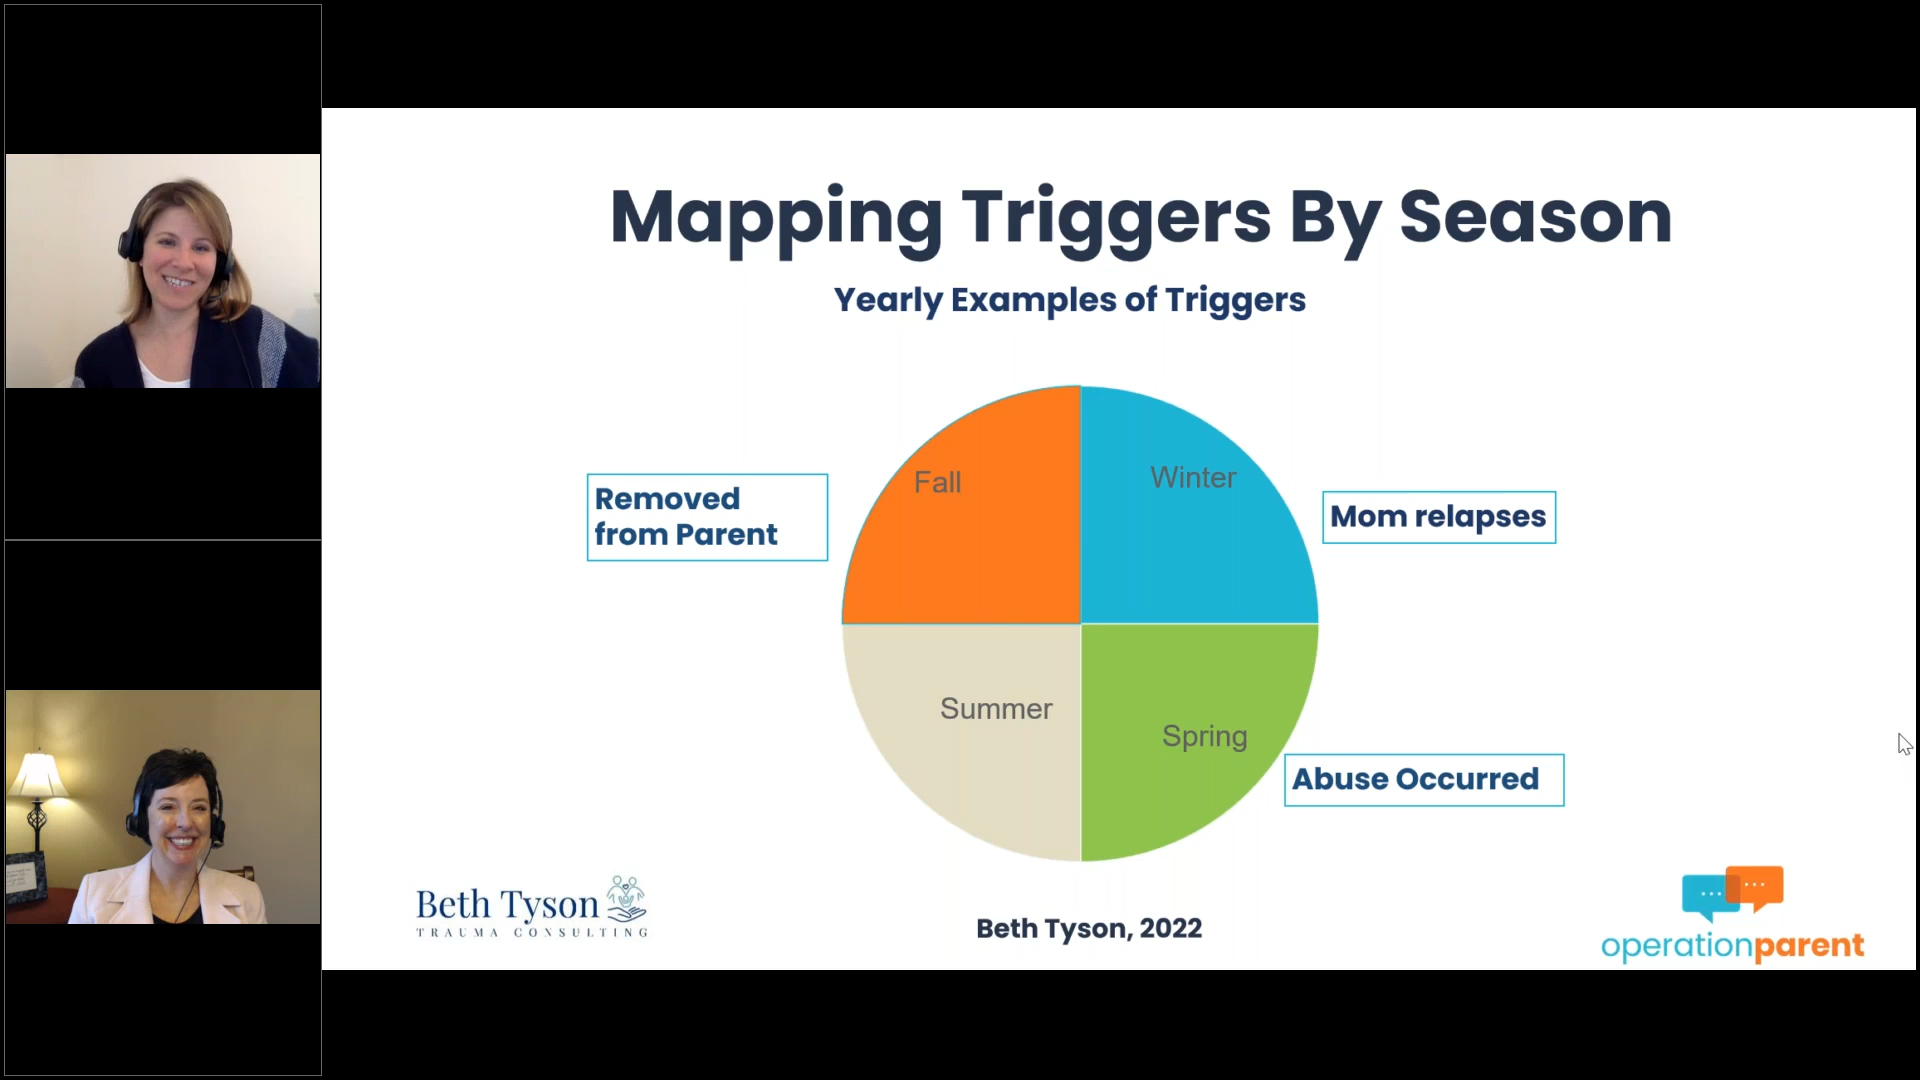 Mapping Triggers By Season
Yearly Examples of Triggers
Fall
Winter
Removed
from Parent
Mom relapses
Summer
Spring
Abuse Occurred
Beth Tyson
TRAUMA CONSULTING
Beth Tyson, 2022
operationparent